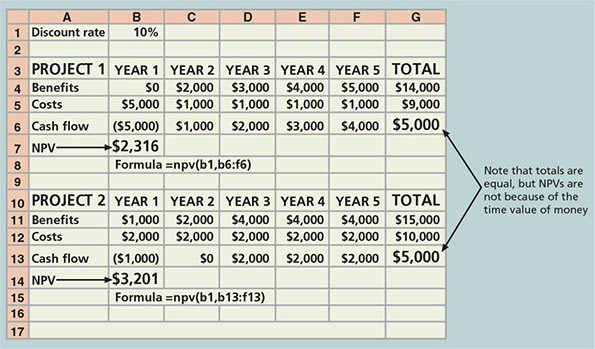 A B C D E F G
1 Discount rate 10%
2
3 PROJECT 1 YEAR 1 YEAR 2 YEAR 3 YEAR 4 YEAR 5 TOTAL
4 Benefits $0 $2,000 $3,000 $4,000 $5,000 $14,000
5 Costs $5,000 $1,000 $1,000 $1,000 $1,000 $9,000
6 Cash flow ($5,000) $1,000 $2,000 $3,000 $4,000 $5,000
7 NPV $2,316
8 Formula =npv(b1,b6:f6)
9
10 PROJECT 2 YEAR 1 YEAR 2 YEAR 3 YEAR 4 YEAR 5 TOTAL
11 Benefits $1,000 $2,000 $4,000 $4,000 $4,000 $15,000
12 Costs $2,000 $2,000 $2,000 $2,000 $2,000 $10,000
13 Cash flow ($1,000) $0 $2,000 $2,000 $2,000 $5,000
14 NPV $3,201
15 Formula =npv(b1,b13:f13)
16
17
Note that totals are
equal, but NPVs are
not because of the
time value of money